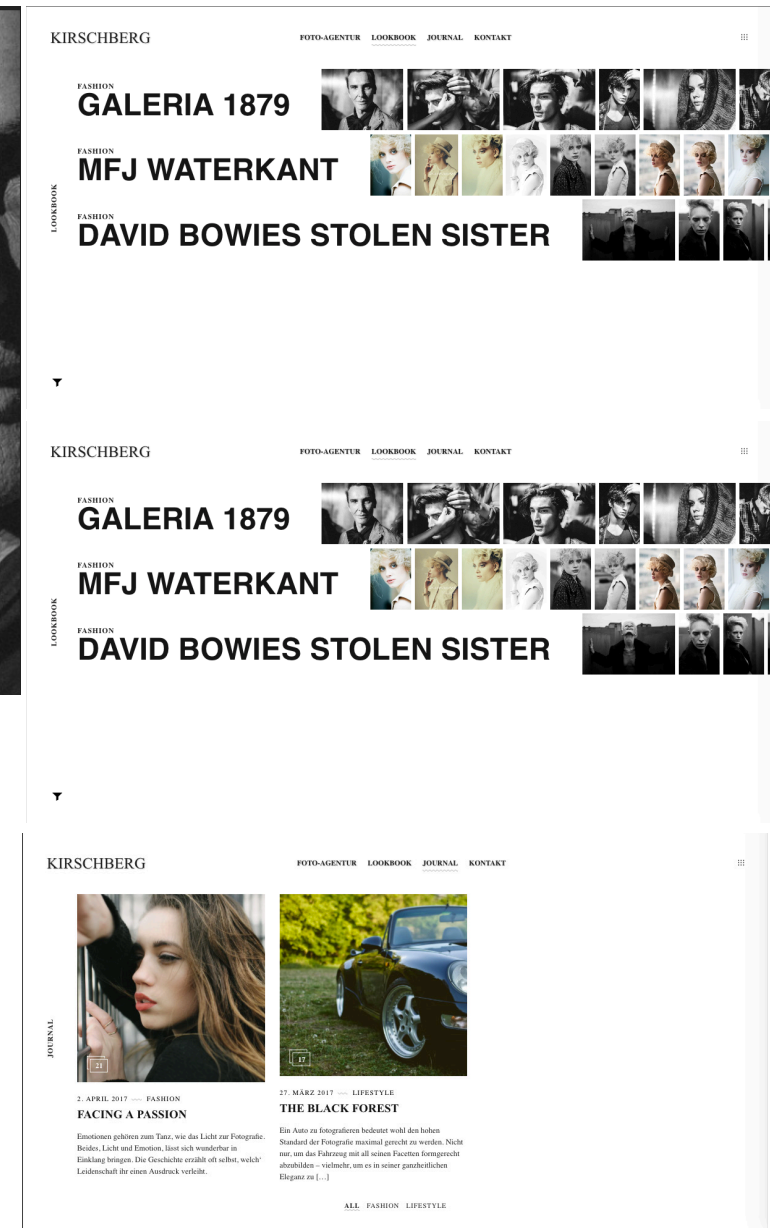 KIRSCHBERG
FOTO-AGENTUR LOOKBOOK JOURNAL KONTAKT
FASHION
GALERIA 1879
FASHION
MFJ WATERKANT
LOOKBOOK
FASHION
DAVID BOWIES STOLEN SISTER
KIRSCHBERG
FOTO-AGENTUR LOOKBOOK JOURNAL KONTAKT
FASHION
GALERIA 1879
FASHION
MFJ WATERKANT
LOOKBOOK
FASHION
DAVID BOWIES STOLEN SISTER
KIRSCHBERG
FOTO-AGENTUR LOOKBOOK JOURNAL KONTAKT
JOURNAL
21
2. APRIL 2017 — FASHION
FACING A PASSION
Emotionen gehören zum Tanz, wie das Licht zur Fotografie.
Beides, Licht und Emotion, lässt sich wunderbar in
Einklang bringen. Die Geschichte erzählt oft selbst, welch'
Leidenschaft ihr einen Ausdruck verleiht.
17
27. MÄRZ 2017 — LIFESTYLE
THE BLACK FOREST
Ein Auto zu fotografieren bedeutet wohl den hohen
Standard der Fotografie maximal gerecht zu werden. Nicht
nur, um das Fahrzeug mit all seinen Facetten formgerecht
abzubilden – vielmehr, um es in seiner ganzheitlichen
Eleganz zu […]
ALL FASHION LIFESTYLE